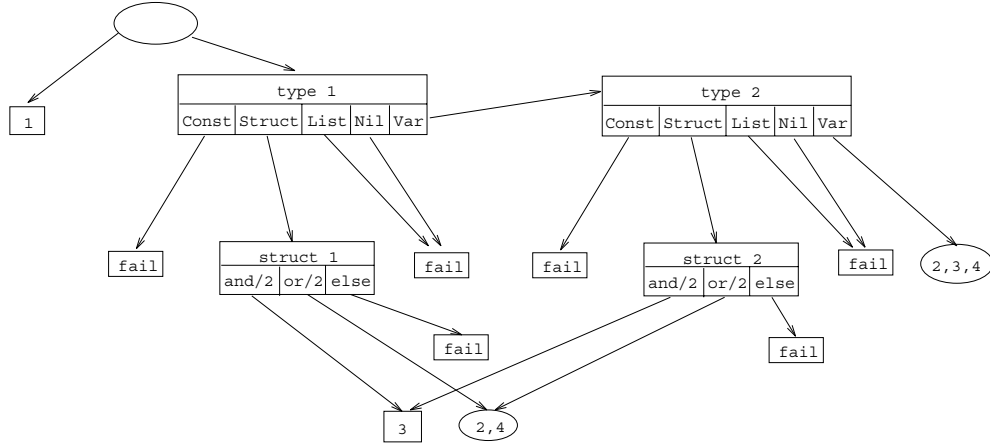 type 1
type 2
1
Const Struct List Nil Var
Const Struct List Nil Var
fail
struct 1
fail
fail
struct 2
fail
2,3,4
and/2 or/2 else
and/2 or/2 else
fail
fail
3
2,4